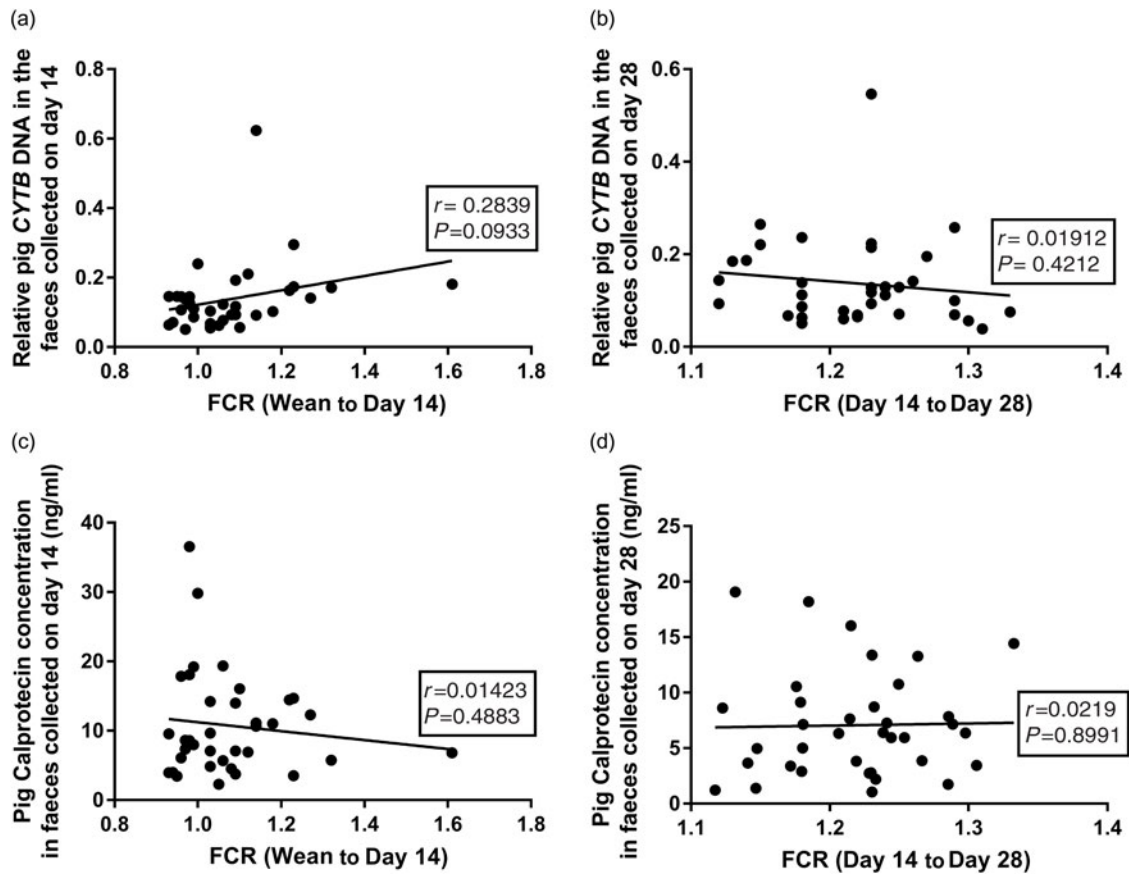 (a)
Relative pig CYTB DNA in the
faeces collected on day 14
0.8
0.6
0.4
0.2
0.0
0.8
1.0
1.2
1.4
1.6
1.8
FCR (Wean to Day 14)
r= 0.2839
P=0.0933
(b)
Relative pig CYTB DNA in the
faeces collected on day 28
0.6
0.4
0.2
0.0
1.1
1.2
1.3
1.4
FCR (Day 14 to Day 28)
r= 0.01912
P= 0.4212
(c)
Pig Calprotecin concentration
in faeces collected on day 14 (ng/ml)
40
30
20
10
0
0.8
1.0
1.2
1.4
1.6
1.8
FCR (Wean to Day 14)
r=0.01423
P=0.4883
(d)
Pig Calprotecin concentration
in faeces collected on day 28 (ng/ml)
25
20
15
10
5
0
1.1
1.2
1.3
1.4
FCR (Day 14 to Day 28)
r=0.0219
P=0.8991